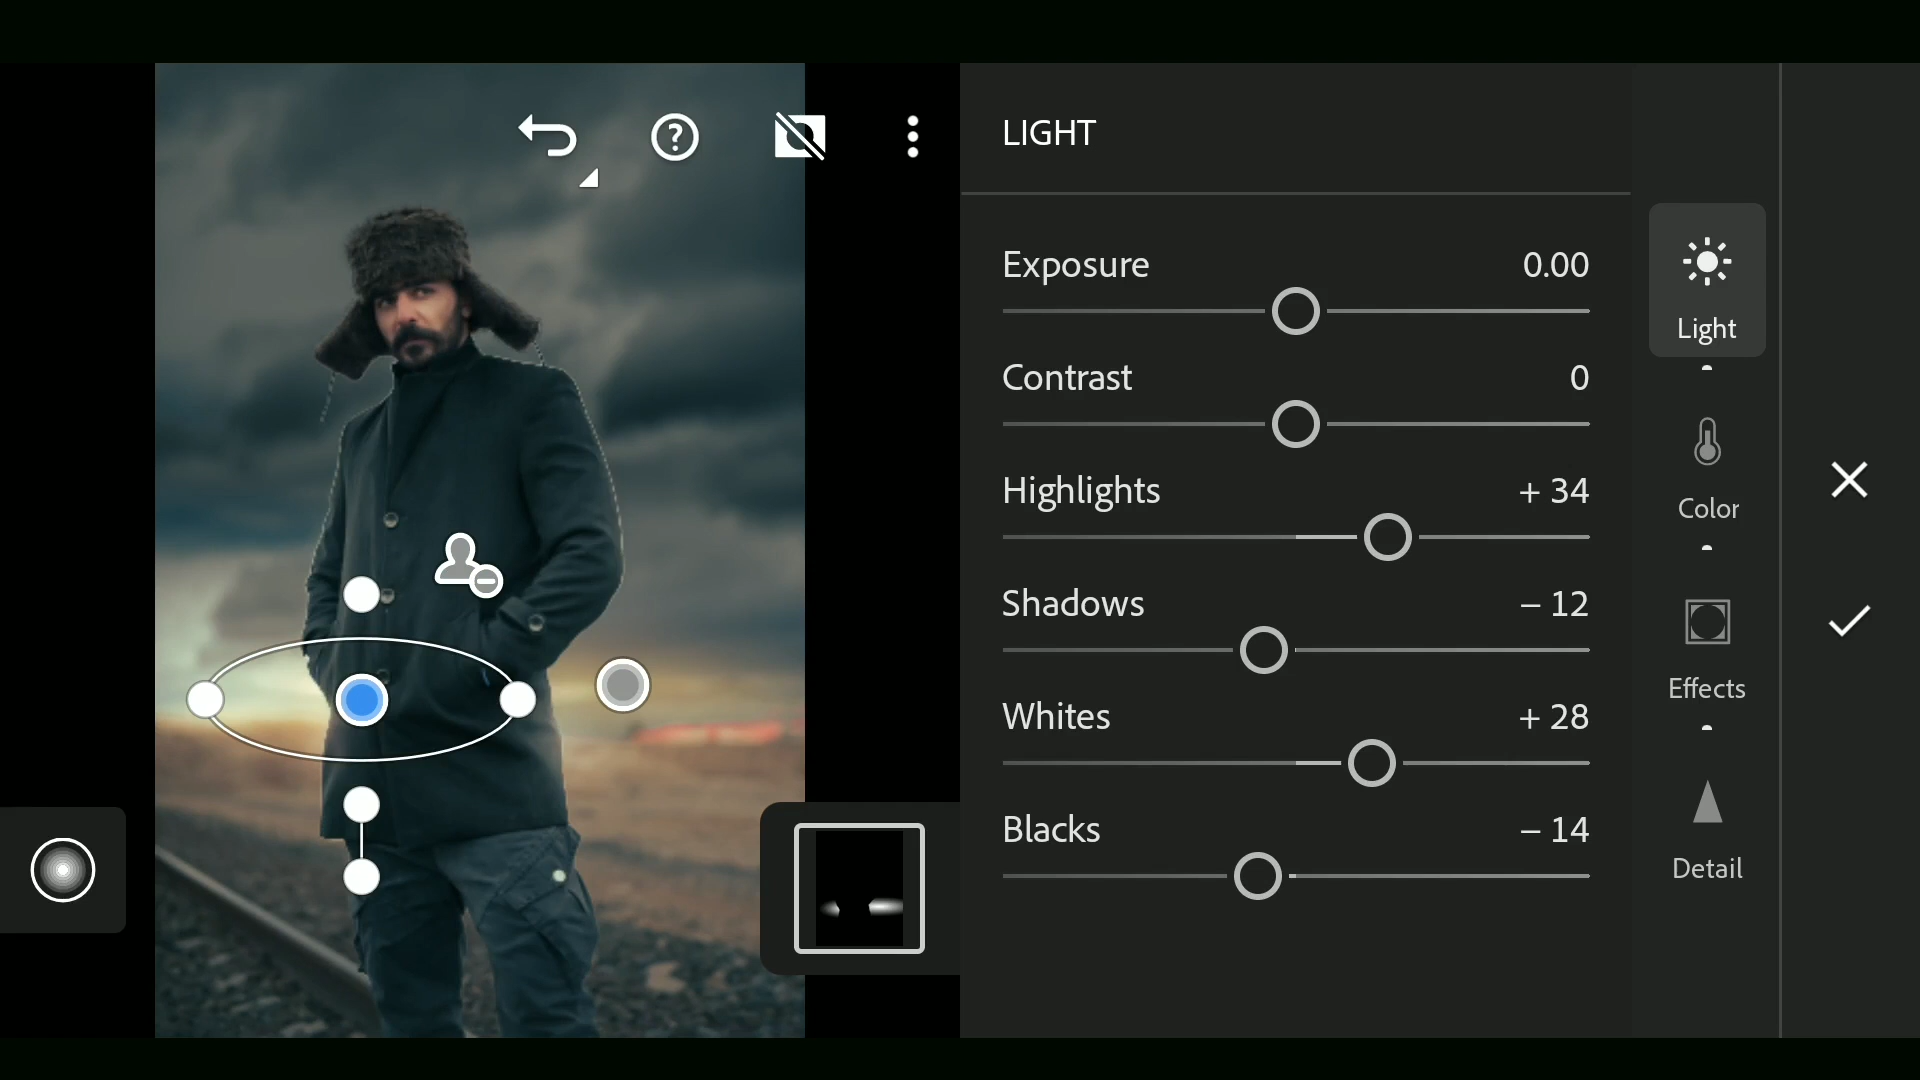 LIGHT
Exposure 0.00
Contrast 0
Highlights + 34
Shadows – 12
Whites + 28
Blacks – 14
Light
Color
Effects
Detail